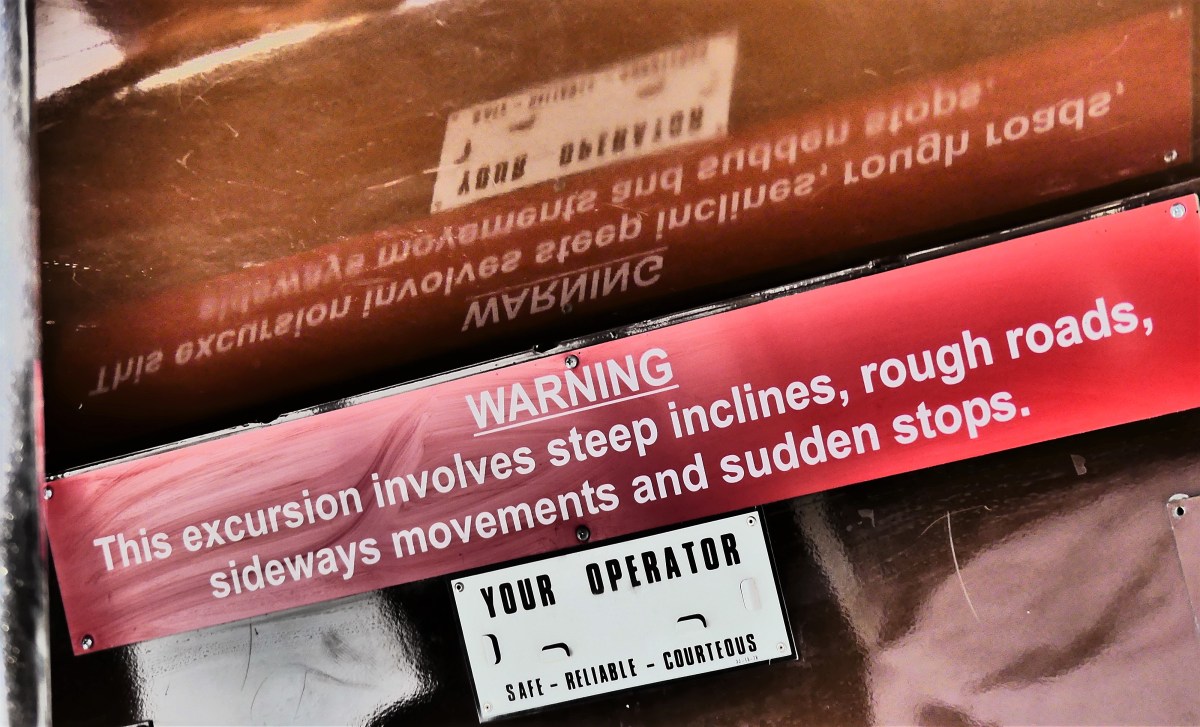 WARNING
This excursion involves steep inclines, rough roads,
sideways movements and sudden stops.
YOUR OPERATOR
SAFE - RELIABLE - COURTEOUS